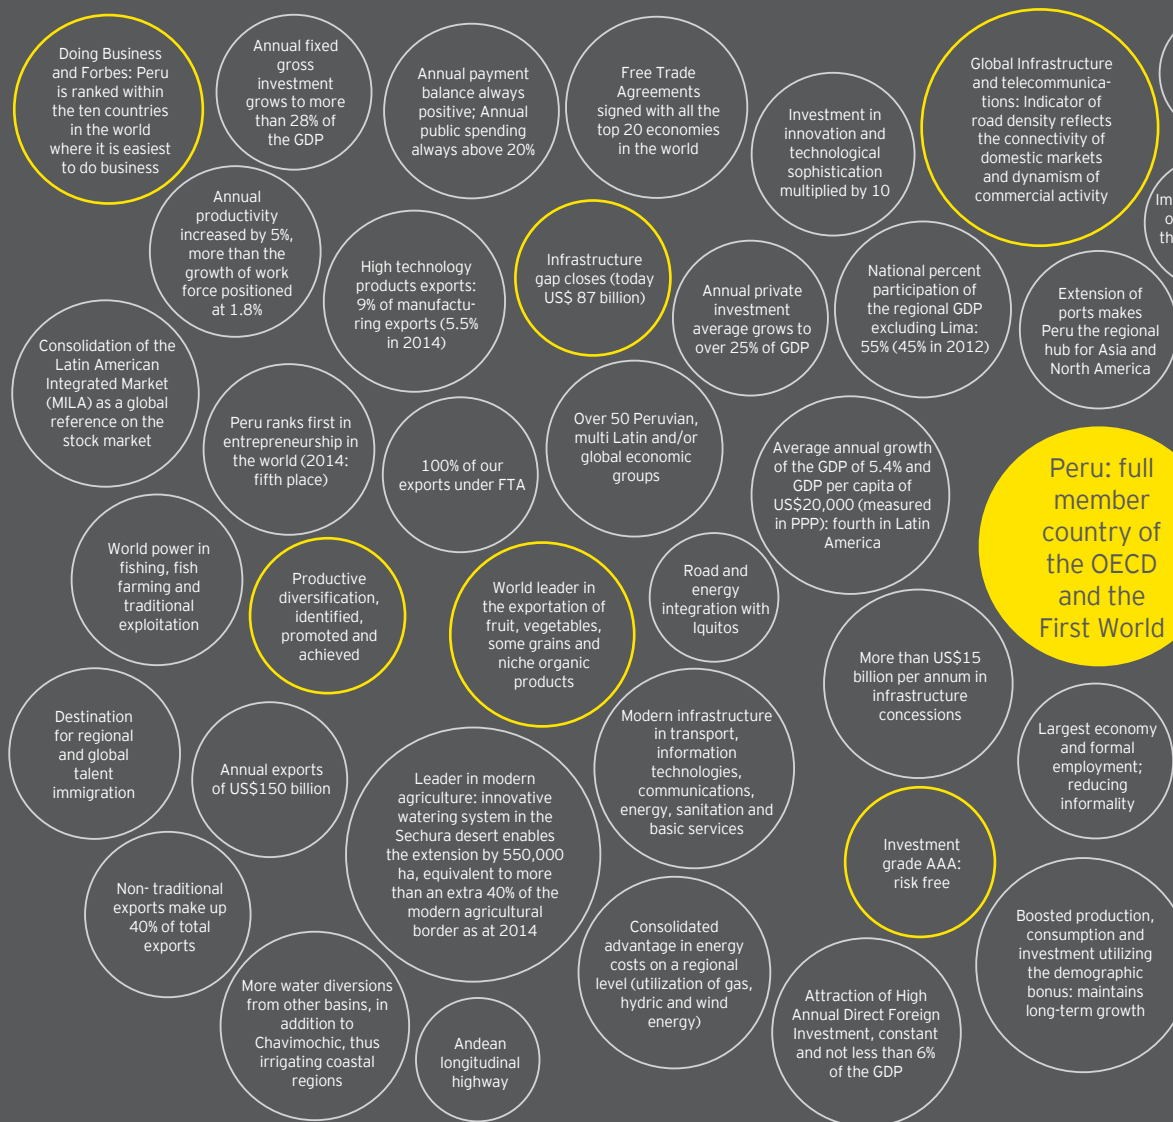 Doing Business
and Forbes: Peru
is ranked within
the ten countries
in the world
where it is easiest
to do business
Annual fixed
gross
investment
grows to more
than 28% of
the GDP
Annual payment
balance always
positive; Annual
public spending
always above 20%
Free Trade
Agreements
signed with all the
top 20 economies
in the world
Investment in
innovation and
technological
sophistication
multiplied by 10
Global Infrastructure
and telecommunica-
tions: Indicator of
road density reflects
the connectivity of
domestic markets
and dynamism of
commercial activity
Annual
productivity
increased by 5%,
more than the
growth of work
force positioned
at 1.8%
High technology
products exports:
9% of manufactu-
ring exports (5.5%
in 2014)
Infrastructure
gap closes (today
US$ 87 billion)
Annual private
investment
average grows to
over 25% of GDP
National percent
participation of
the regional GDP
excluding Lima:
55% (45% in 2012)
Extension of
ports makes
Peru the regional
hub for Asia and
North America
Consolidation of the
Latin American
Integrated Market
(MILA) as a global
reference on the
stock market
Peru ranks first in
entrepreneurship in
the world (2014:
fifth place)
100% of our
exports under FTA
Over 50 Peruvian,
multi Latin and/or
global economic
groups
Average annual growth
of the GDP of 5.4% and
GDP per capita of
US$20,000 (measured
in PPP): fourth in Latin
America
Peru: full
member
country of
the OECD
and the
First World
World power in
fishing, fish
farming and
traditional
exploitation
Productive
diversification,
identified,
promoted and
achieved
World leader in
the exportation of
fruit, vegetables,
some grains and
niche organic
products
Road and
energy
integration with
Iquitos
More than US$15
billion per annum in
infrastructure
concessions
Destination
for regional
and global
talent
immigration
Annual exports
of US$150 billion
Leader in modern
agriculture: innovative
watering system in the
Sechura desert enables
the extension by 550,000
ha, equivalent to more
than an extra 40% of the
modern agricultural
border as at 2014
Modern infrastructure
in transport,
information
technologies,
communications,
energy, sanitation and
basic services
Largest economy
and formal
employment;
reducing
informality
Investment
grade AAA:
risk free
Non- traditional
exports make up
40% of total
exports
Consolidated
advantage in energy
costs on a regional
level (utilization of gas,
hydric and wind
energy)
Boosted production,
consumption and
investment utilizing
the demographic
bonus: maintains
long-term growth
More water diversions
from other basins, in
addition to
Chavimochic, thus
irrigating coastal
regions
Andean
longitudinal
highway
Attraction of High
Annual Direct Foreign
Investment, constant
and not less than 6%
of the GDP